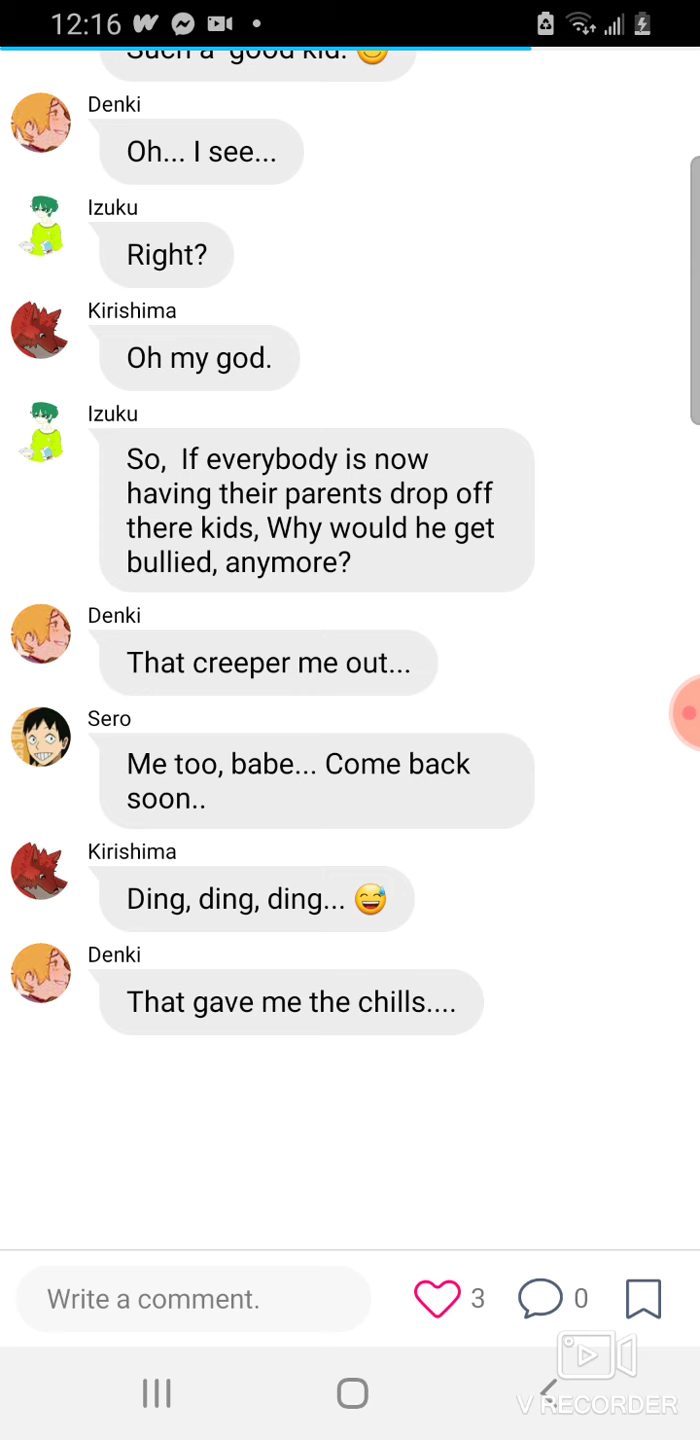 12:16
Such a good kid. 😊
Denki
Oh... I see...
Izuku
Right?
Kirishima
Oh my god.
Izuku
So, If everybody is now
having their parents drop off
there kids, Why would he get
bullied, anymore?
Denki
That creeper me out...
Sero
Me too, babe... Come back
soon..
Kirishima
Ding, ding, ding... 😅
Denki
That gave me the chills....
Write a comment.
3
0
V RECORDER